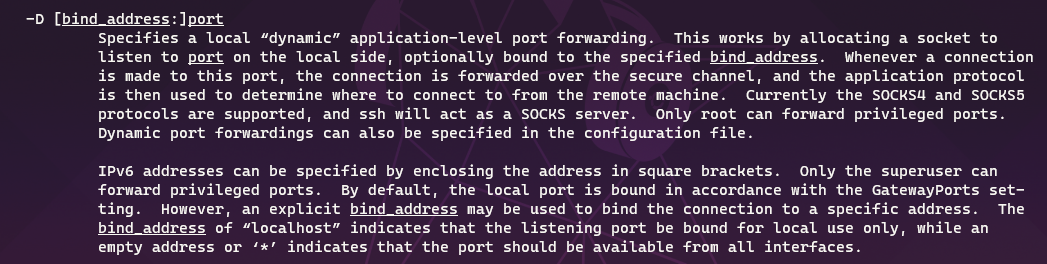 -D [bind_address:]port
Specifies a local “dynamic” application-level port forwarding.  This works by allocating a socket to
listen to port on the local side, optionally bound to the specified bind_address.  Whenever a connection
is made to this port, the connection is forwarded over the secure channel, and the application protocol
is then used to determine where to connect to from the remote machine.  Currently the SOCKS4 and SOCKS5
protocols are supported, and ssh will act as a SOCKS server.  Only root can forward privileged ports.
Dynamic port forwardings can also be specified in the configuration file.
IPv6 addresses can be specified by enclosing the address in square brackets.  Only the superuser can
forward privileged ports.  By default, the local port is bound in accordance with the GatewayPorts set-
ting.  However, an explicit bind_address may be used to bind the connection to a specific address.  The
bind_address of “localhost” indicates that the listening port be bound for local use only, while an
empty address or ‘*’ indicates that the port should be available from all interfaces.